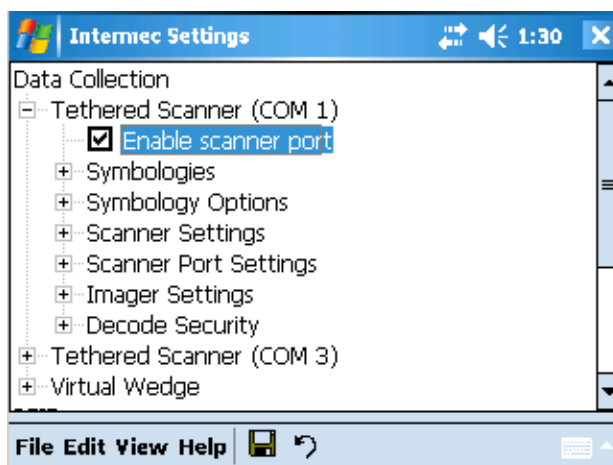 Intermec Settings 1:30
Data Collection
Tethered Scanner (COM 1)
Enable scanner port
Symbologies
Symbology Options
Scanner Settings
Scanner Port Settings
Imager Settings
Decode Security
Tethered Scanner (COM 3)
Virtual Wedge
File Edit View Help